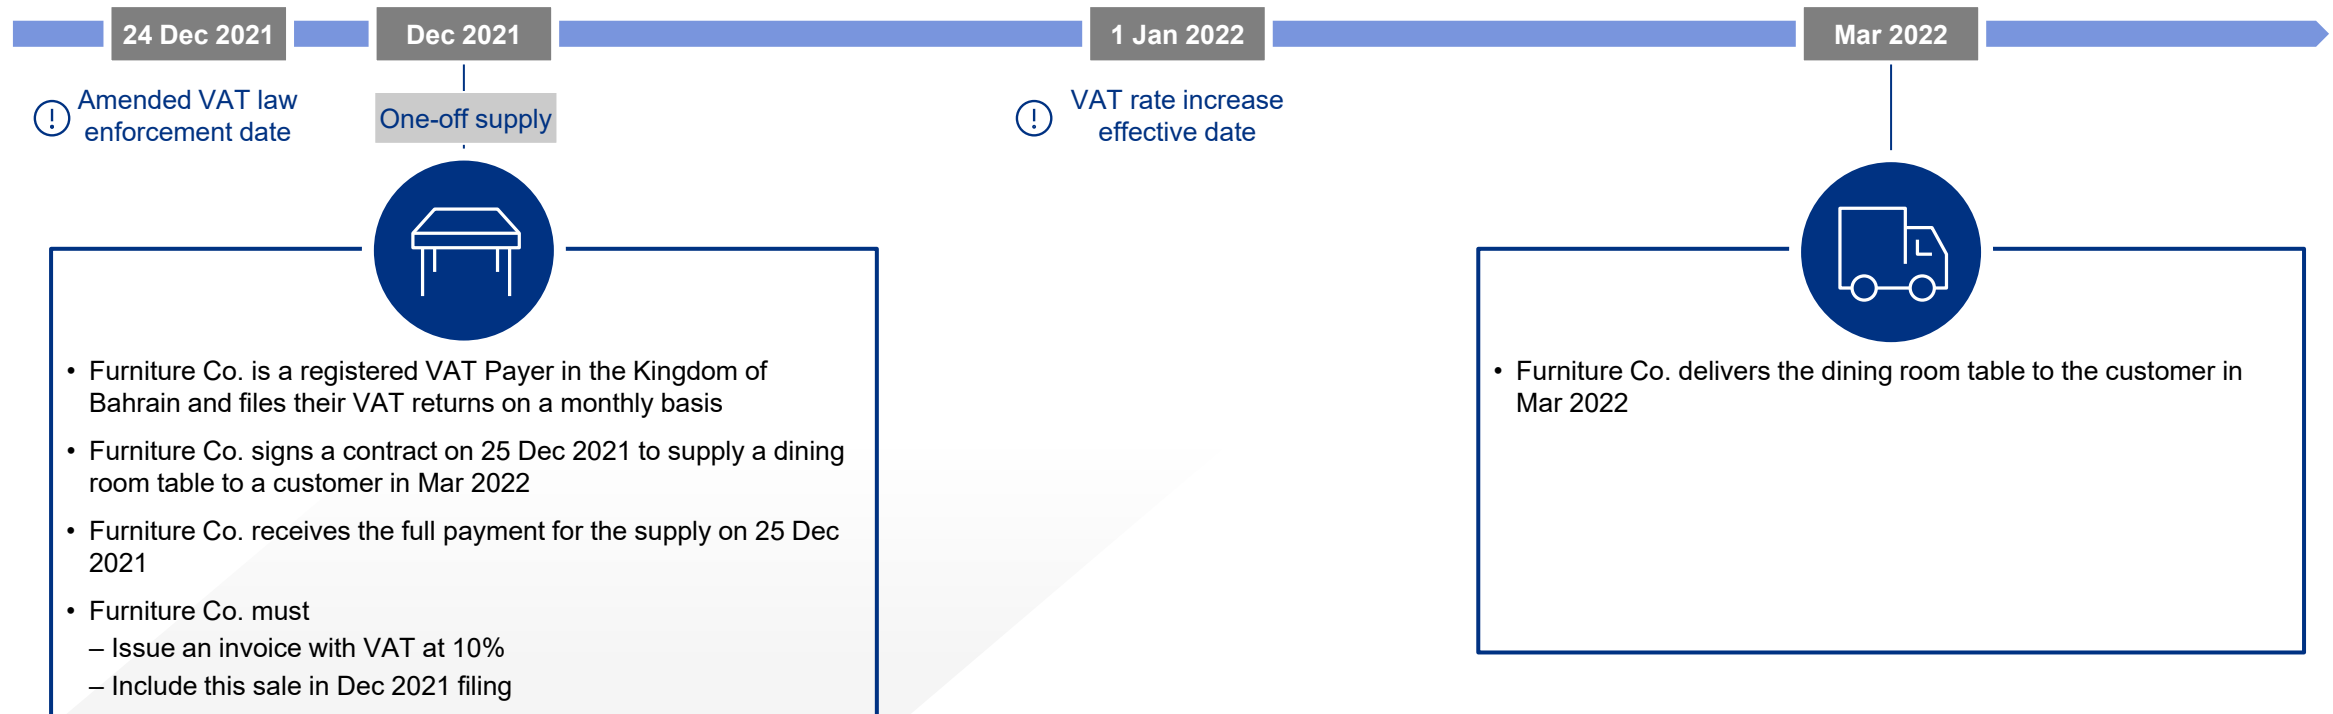 24 Dec 2021
Dec 2021
1 Jan 2022
Mar 2022
Amended VAT law
enforcement date
One-off supply
VAT rate increase
effective date
• Furniture Co. is a registered VAT Payer in the Kingdom of
Bahrain and files their VAT returns on a monthly basis
• Furniture Co. signs a contract on 25 Dec 2021 to supply a dining
room table to a customer in Mar 2022
• Furniture Co. receives the full payment for the supply on 25 Dec
2021
• Furniture Co. must
– Issue an invoice with VAT at 10%
– Include this sale in Dec 2021 filing
• Furniture Co. delivers the dining room table to the customer in
Mar 2022